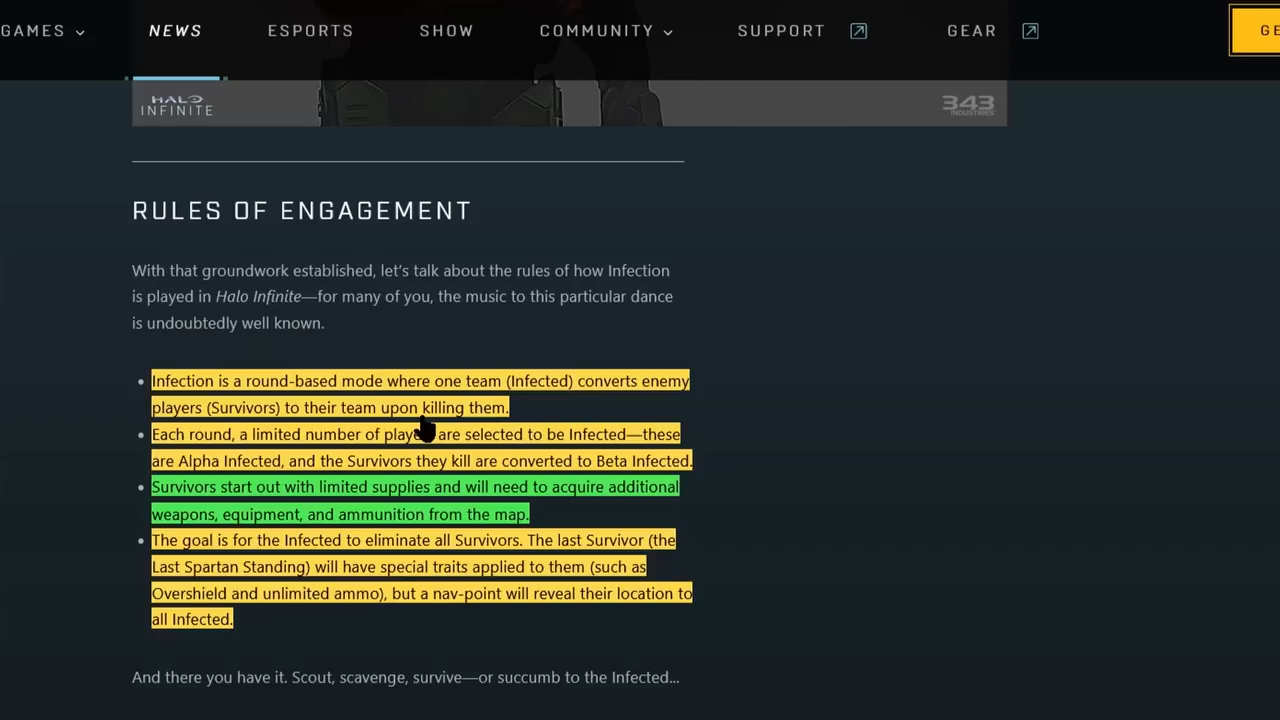 GAMES NEWS ESPORTS SHOW COMMUNITY SUPPORT GEAR GE
HALO
INFINITE
343
INDUSTRIES
RULES OF ENGAGEMENT
With that groundwork established, let's talk about the rules of how Infection
is played in Halo Infinite—for many of you, the music to this particular dance
is undoubtedly well known.
• Infection is a round-based mode where one team (Infected) converts enemy
players (Survivors) to their team upon killing them.
• Each round, a limited number of are selected to be Infected—these
are Alpha Infected, and the Survivors they kill are converted to Beta Infected.
• Survivors start out with limited supplies and will need to acquire additional
weapons, equipment, and ammunition from the map.
• The goal is for the Infected to eliminate all Survivors. The last Survivor (the
Last Spartan Standing) will have special traits applied to them (such as
Overshield and unlimited ammo), but a nav-point will reveal their location to
all Infected.
And there you have it. Scout, scavenge, survive—or succumb to the Infected...